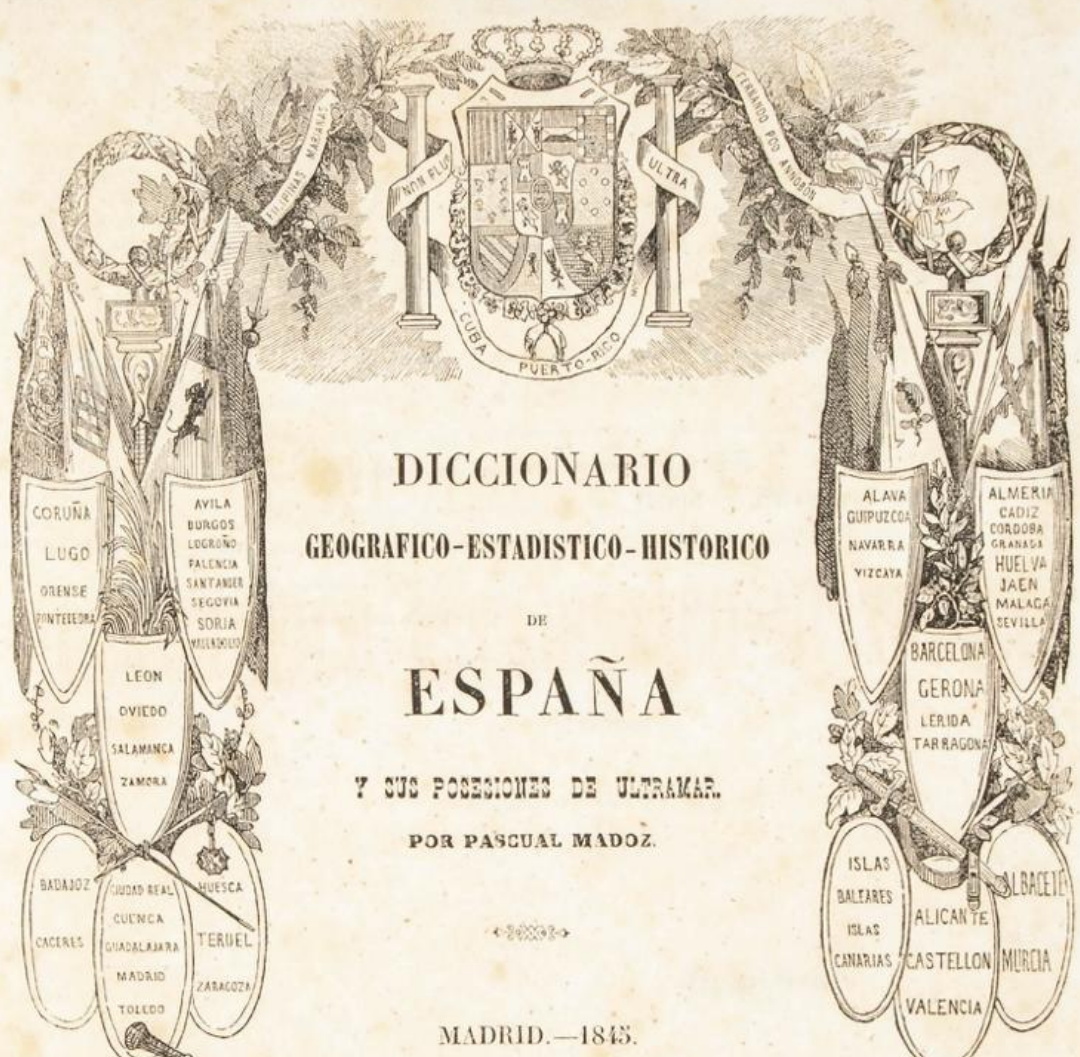 FILIPINAS MARIANAS
NON PLUS
ULTRA
FERNANDO POO ANNOBON
CUBA
PUERTO-RICO
DICCIONARIO
GEOGRAFICO-ESTADISTICO-HISTORICO
DE
ESPAÑA
Y SUS POSESIONES DE ULTRAMAR.
POR PASCUAL MADOZ.
MADRID.—1845.
CORUÑA
LUGO
ORENSE
PONTEVEDRA
AVILA
BURGOS
LOGROÑO
PALENCIA
SANTANDER
SEGOVIA
SORIA
LEON
OVIEDO
SALAMANCA
ZAMORA
BADAJOZ
CACERES
CIUDAD REAL
CUENCA
GUADALAJARA
MADRID
TOLEDO
HUESCA
TERUEL
ZARAGOZA
ALAVA
GUIPUZCOA
NAVARRA
VIZCAYA
ALMERIA
CADIZ
CORDOBA
GRANADA
HUELVA
JAEN
MALAGA
SEVILLA
BARCELONA
GERONA
LERIDA
TARRAGONA
ISLAS
BALEARES
ISLAS
CANARIAS
ALICANTE
CASTELLON
VALENCIA
ALBACETE
MURCIA